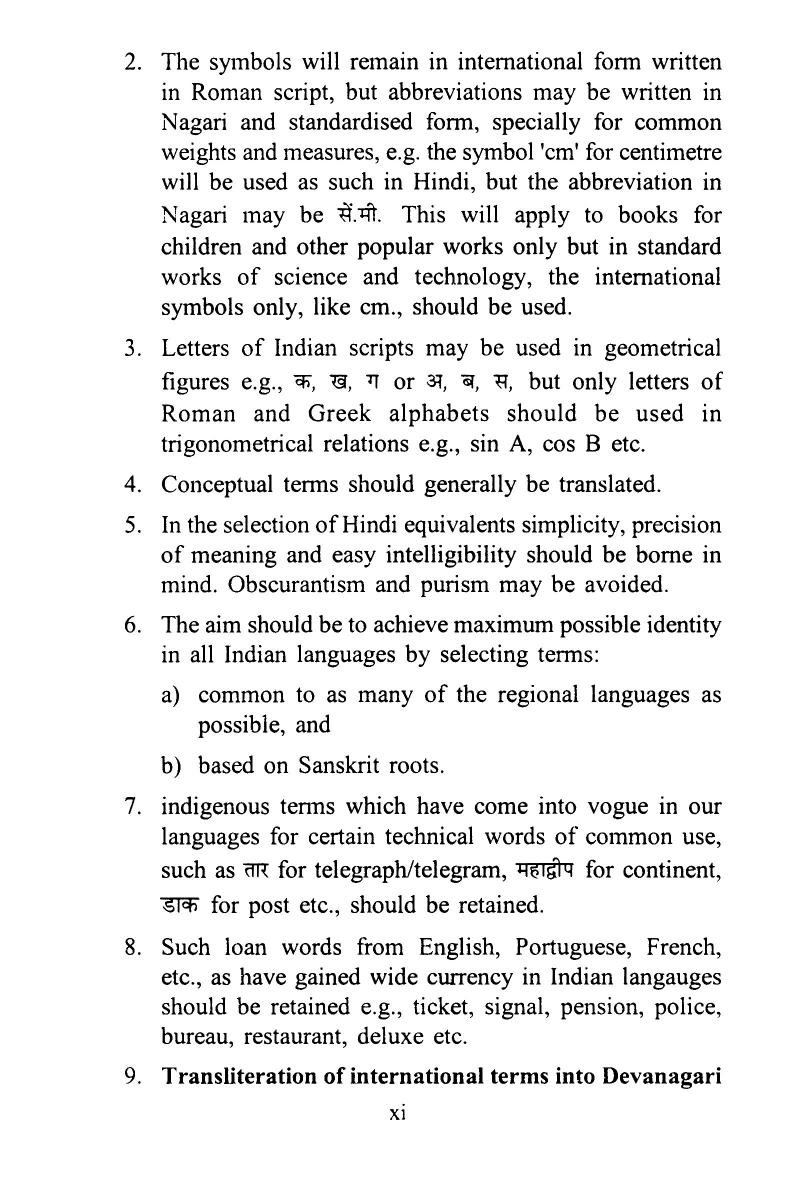 2. The symbols will remain in international form written
in Roman script, but abbreviations may be written in
Nagari and standardised form, specially for common
weights and measures, e.g. the symbol 'cm' for centimetre
will be used as such in Hindi, but the abbreviation in
Nagari may be सें.मी. This will apply to books for
children and other popular works only but in standard
works of science and technology, the international
symbols only, like cm., should be used.
3. Letters of Indian scripts may be used in geometrical
figures e.g., क, ख, ग or अ, ब, स, but only letters of
Roman and Greek alphabets should be used in
trigonometrical relations e.g., sin A, cos B etc.
4. Conceptual terms should generally be translated.
5. In the selection of Hindi equivalents simplicity, precision
of meaning and easy intelligibility should be borne in
mind. Obscurantism and purism may be avoided.
6. The aim should be to achieve maximum possible identity
in all Indian languages by selecting terms:
a) common to as many of the regional languages as
possible, and
b) based on Sanskrit roots.
7. indigenous terms which have come into vogue in our
languages for certain technical words of common use,
such as तार for telegraph/telegram, महाद्वीप for continent,
डाक for post etc., should be retained.
8. Such loan words from English, Portuguese, French,
etc., as have gained wide currency in Indian langauges
should be retained e.g., ticket, signal, pension, police,
bureau, restaurant, deluxe etc.
9. Transliteration of international terms into Devanagari
xi